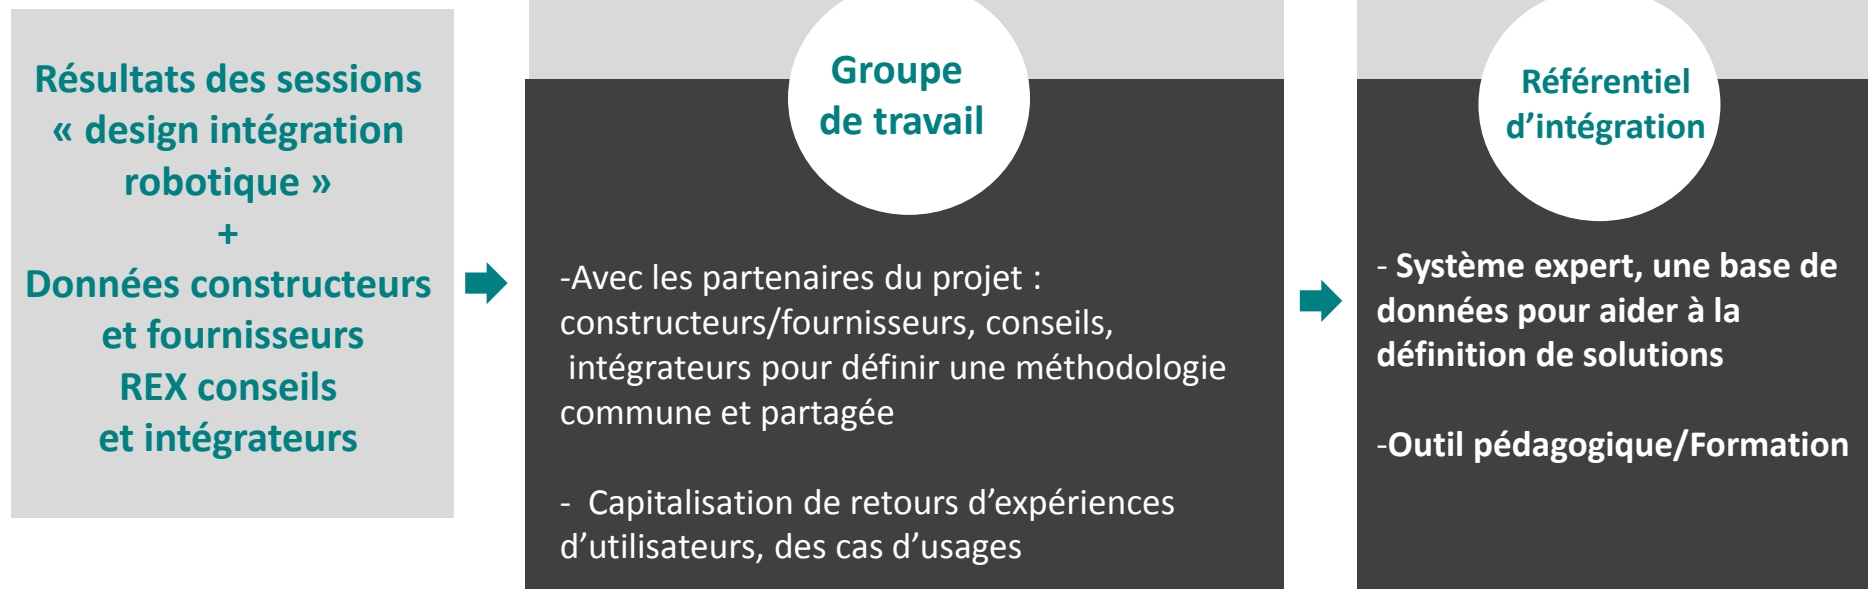 Résultats des sessions
« design intégration
robotique »
+
Données constructeurs
et fournisseurs
REX conseils
et intégrateurs
Groupe
de travail
-Avec les partenaires du projet :
constructeurs/fournisseurs, conseils,
intégrateurs pour définir une méthodologie
commune et partagée
- Capitalisation de retours d’expériences
d’utilisateurs, des cas d’usages
Référentiel
d’intégration
- Système expert, une base de
données pour aider à la
définition de solutions
-Outil pédagogique/Formation